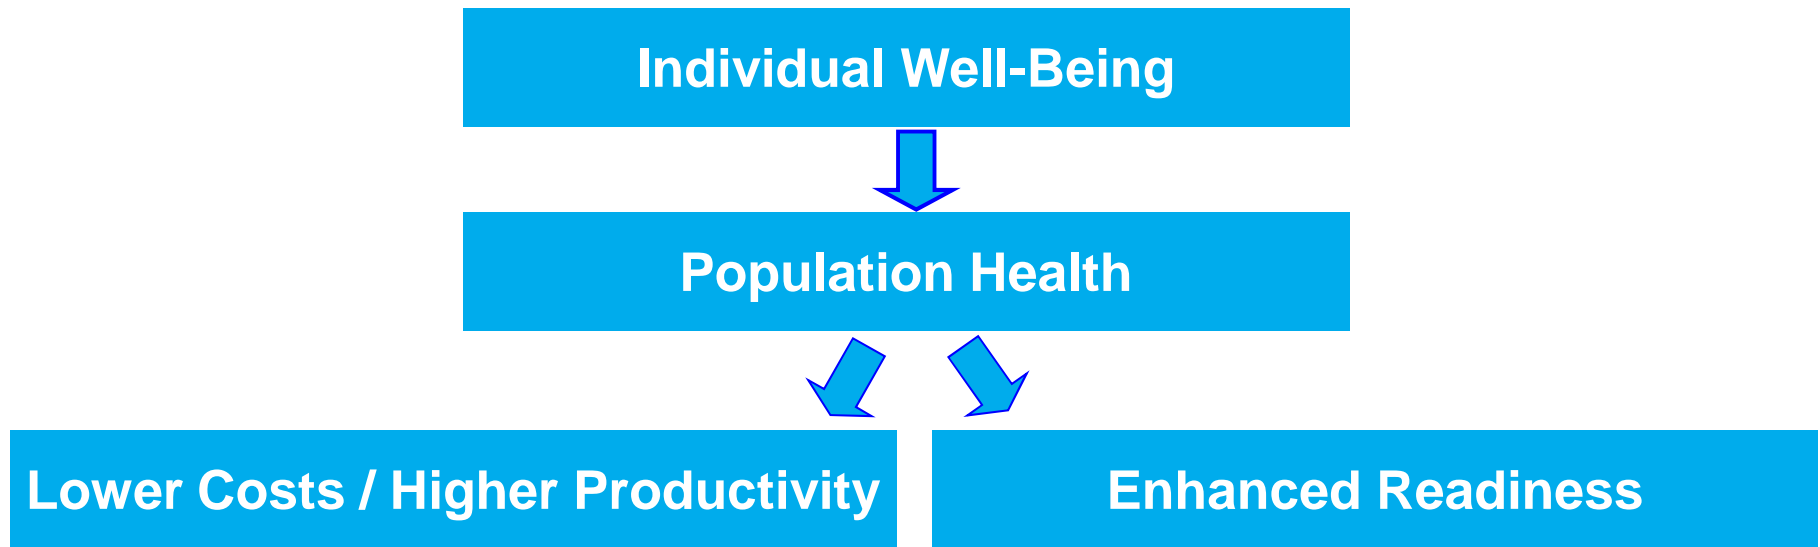 Individual Well-Being
Population Health
Lower Costs / Higher Productivity
Enhanced Readiness